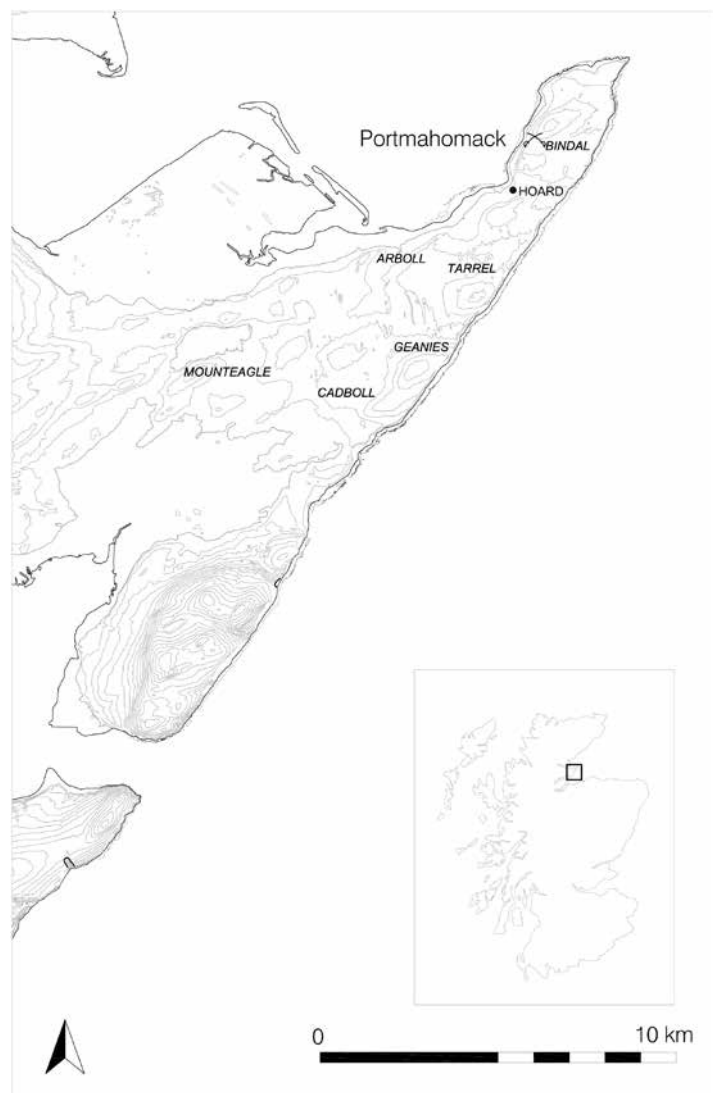 Portmahomack
BINDAL
HOARD
ARBOLL
TARREL
GEANIES
MOUNTEAGLE
CADBOLL
0
10 km